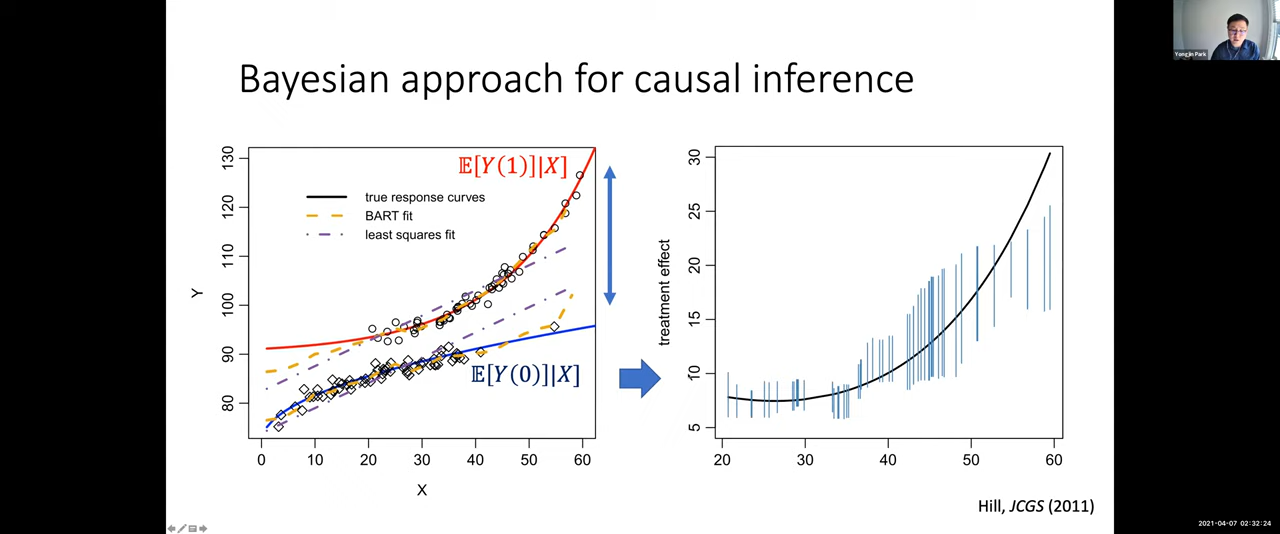 Bayesian approach for causal inference
𝔼[Y(1)]|X]
true response curves
BART fit
least squares fit
𝔼[Y(0)]|X]
130
120
110
100
90
80
Y
0 10 20 30 40 50 60
X
30
25
20
15
10
5
treatment effect
20 30 40 50 60
Hill, JCGS (2011)
Yongjin Park
2021-04-07 02:32:24